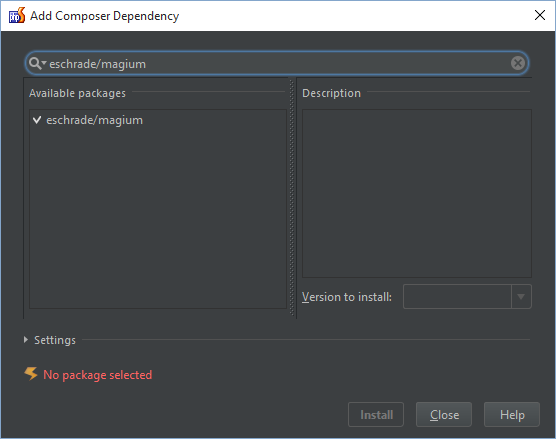 Add Composer Dependency
eschrade/magium
Available packages
Description
eschrade/magium
Version to install:
Settings
No package selected
Install
Close
Help